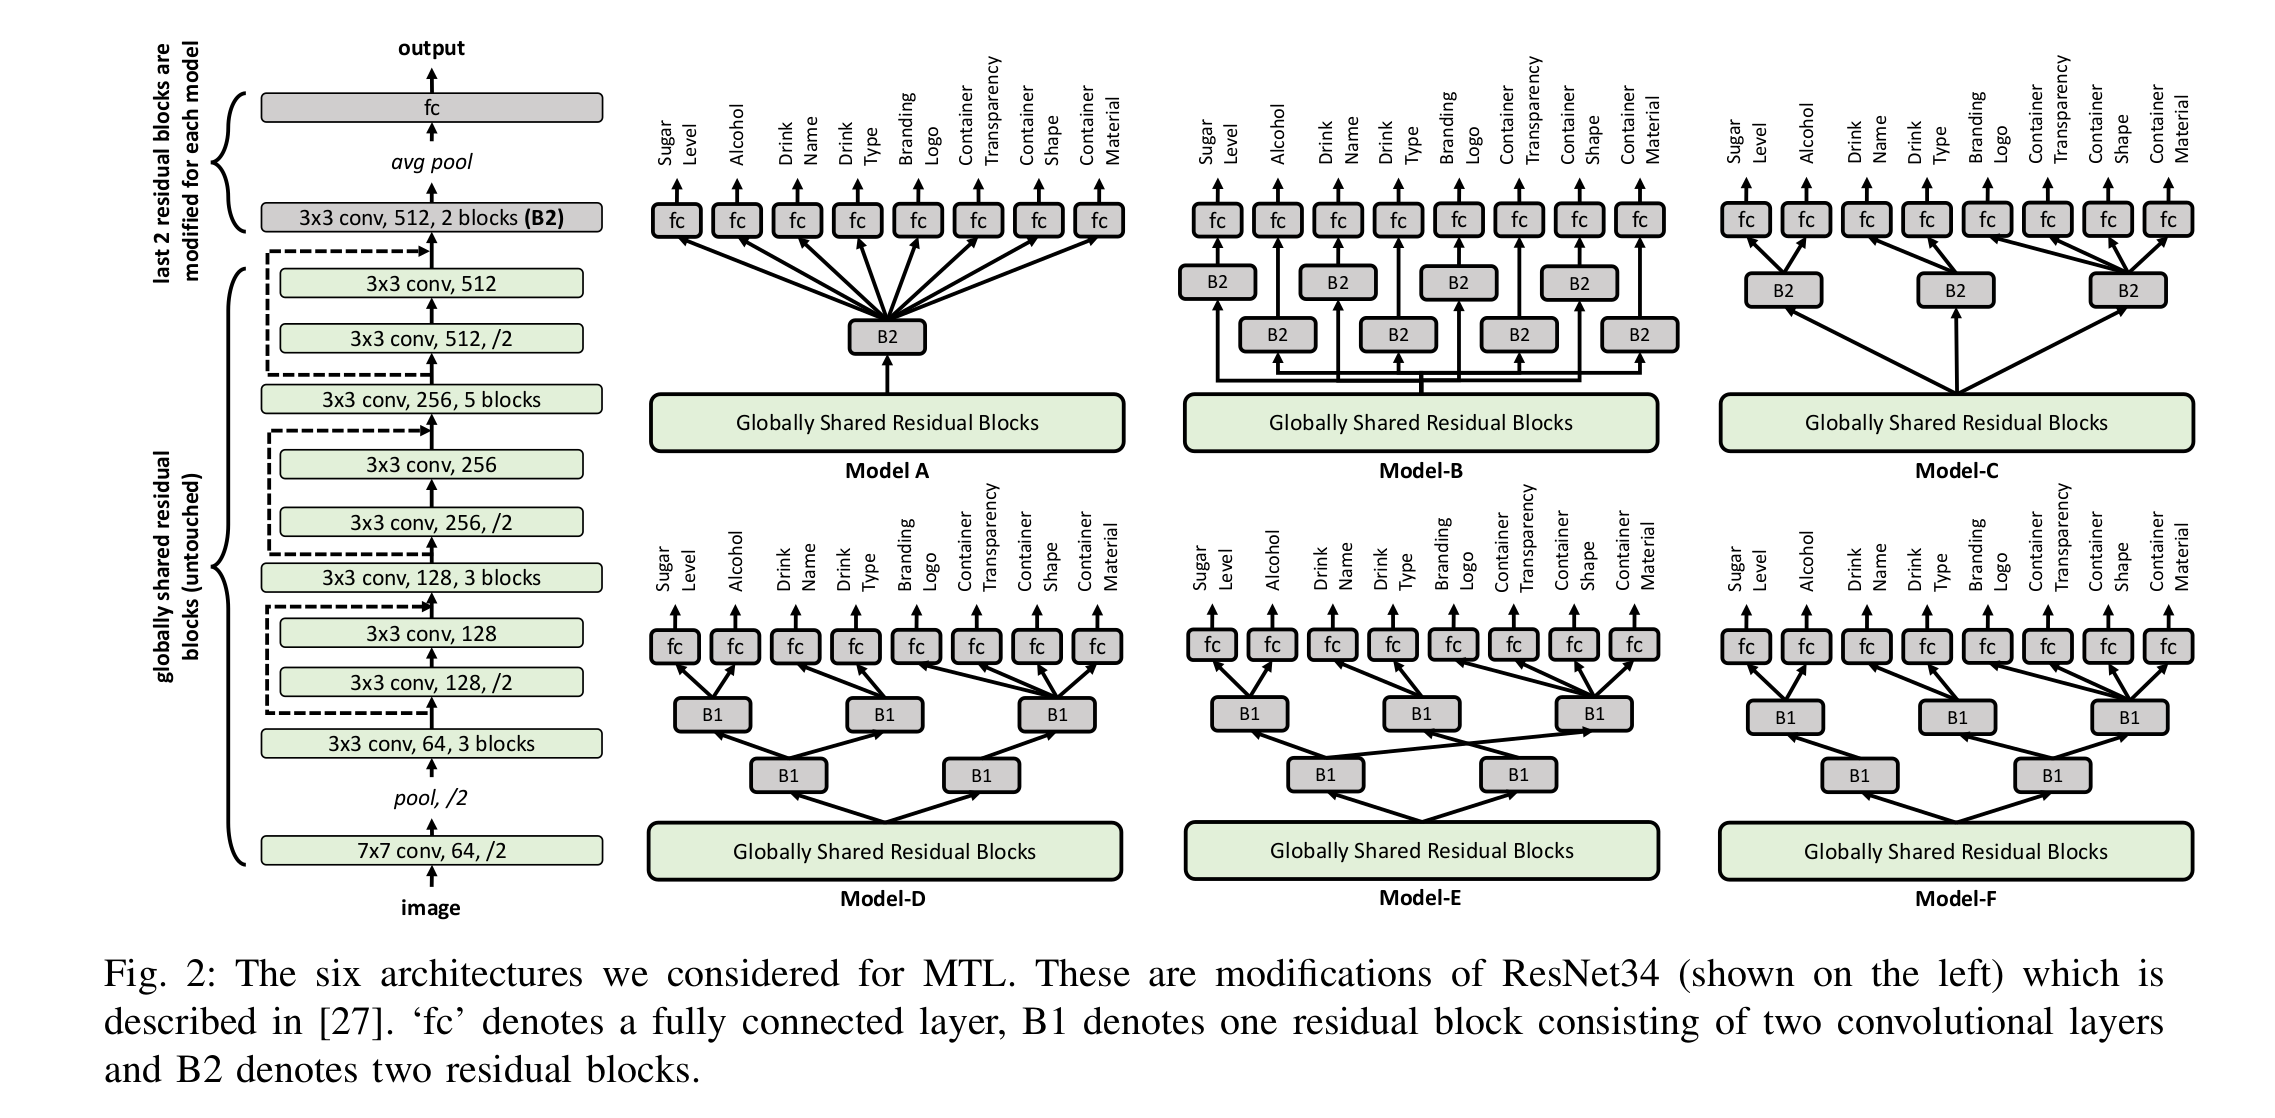 last 2 residual blocks are
modified for each model
globally shared residual
blocks (untouched)
output
fc
avg pool
3x3 conv, 512, 2 blocks (B2)
3x3 conv, 512
3x3 conv, 512, /2
3x3 conv, 256, 5 blocks
3x3 conv, 256
3x3 conv, 256, /2
3x3 conv, 128, 3 blocks
3x3 conv, 128
3x3 conv, 128, /2
3x3 conv, 64, 3 blocks
pool, /2
7x7 conv, 64, /2
image
Sugar
Level
Alcohol
Drink
Name
Drink
Type
Branding
Logo
Container
Transparency
Container
Shape
Container
Material
fc fc fc fc fc fc fc fc
B2
Globally Shared Residual Blocks
Model A
Sugar
Level
Alcohol
Drink
Name
Drink
Type
Branding
Logo
Container
Transparency
Container
Shape
Container
Material
fc fc fc fc fc fc fc fc
B2 B2 B2 B2
B2 B2 B2 B2
Globally Shared Residual Blocks
Model-B
Sugar
Level
Alcohol
Drink
Name
Drink
Type
Branding
Logo
Container
Transparency
Container
Shape
Container
Material
fc fc fc fc fc fc fc fc
B2 B2 B2
Globally Shared Residual Blocks
Model-C
Sugar
Level
Alcohol
Drink
Name
Drink
Type
Branding
Logo
Container
Transparency
Container
Shape
Container
Material
fc fc fc fc fc fc fc fc
B1 B1 B1
B1 B1
Globally Shared Residual Blocks
Model-D
Sugar
Level
Alcohol
Drink
Name
Drink
Type
Branding
Logo
Container
Transparency
Container
Shape
Container
Material
fc fc fc fc fc fc fc fc
B1 B1 B1
B1 B1
Globally Shared Residual Blocks
Model-E
Sugar
Level
Alcohol
Drink
Name
Drink
Type
Branding
Logo
Container
Transparency
Container
Shape
Container
Material
fc fc fc fc fc fc fc fc
B1 B1 B1
B1 B1
Globally Shared Residual Blocks
Model-F
Fig. 2: The six architectures we considered for MTL. These are modifications of ResNet34 (shown on the left) which is
described in [27]. ‘fc’ denotes a fully connected layer, B1 denotes one residual block consisting of two convolutional layers
and B2 denotes two residual blocks.